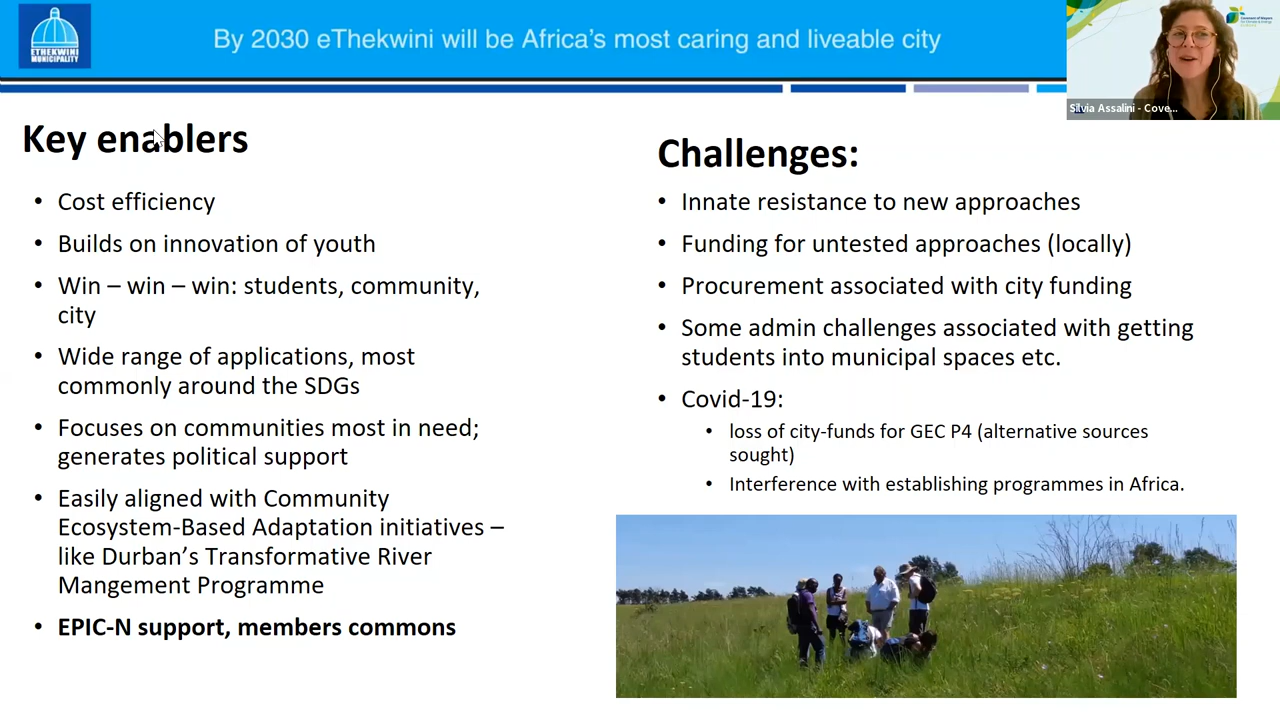 ETHEKWINI
MUNICIPALITY
By 2030 eThekwini will be Africa's most caring and liveable city
Silvia Assalini - Cove...
Key enablers
• Cost efficiency
• Builds on innovation of youth
• Win – win – win: students, community,
city
• Wide range of applications, most
commonly around the SDGs
• Focuses on communities most in need;
generates political support
• Easily aligned with Community
Ecosystem-Based Adaptation initiatives –
like Durban's Transformative River
Mangement Programme
• EPIC-N support, members commons
Challenges:
• Innate resistance to new approaches
• Funding for untested approaches (locally)
• Procurement associated with city funding
• Some admin challenges associated with getting
students into municipal spaces etc.
• Covid-19:
• loss of city-funds for GEC P4 (alternative sources
sought)
• Interference with establishing programmes in Africa.